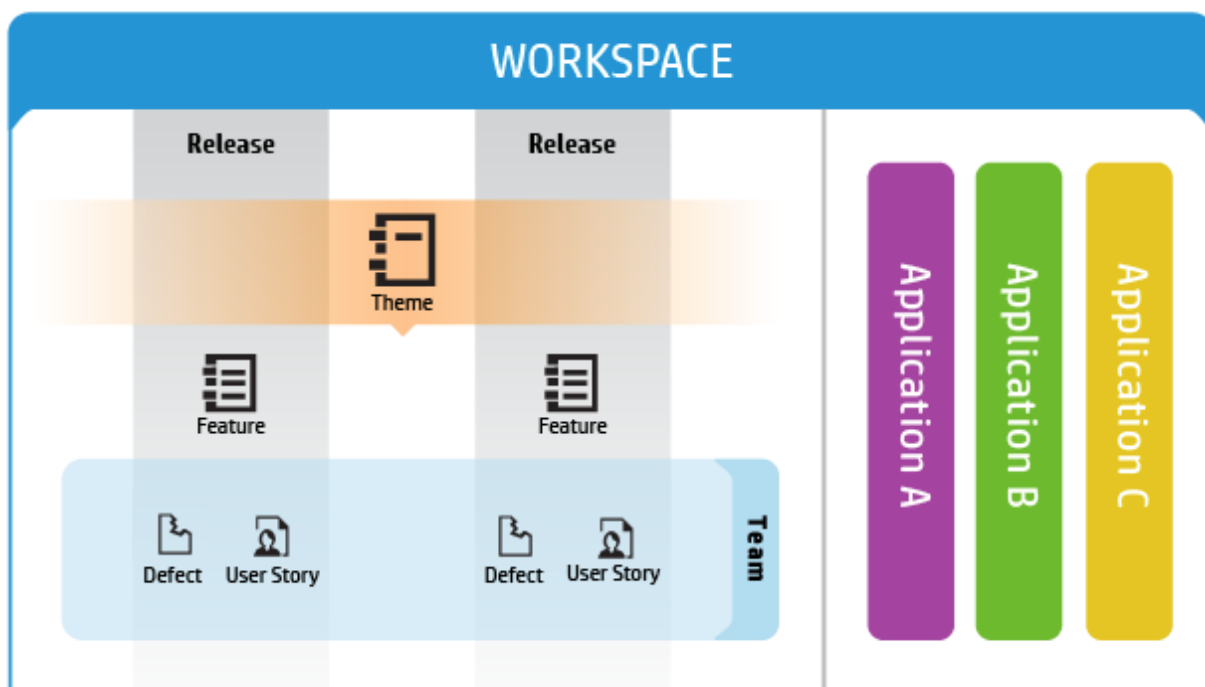 WORKSPACE
Release
Release
Theme
Feature
Feature
Defect
User Story
Defect
User Story
Team
Application A
Application B
Application C